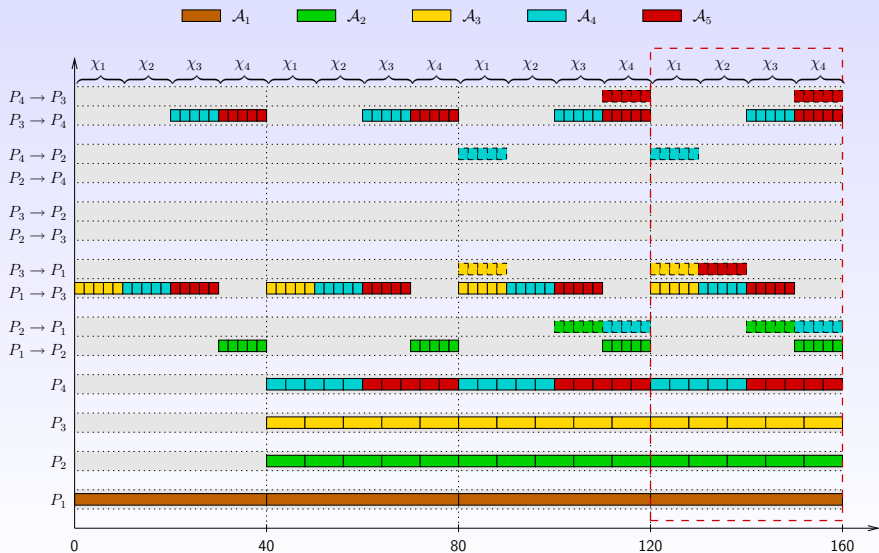 𝒜₁ 𝒜₂ 𝒜₃ 𝒜₄ 𝒜₅
χ₁ χ₂ χ₃ χ₄ χ₁ χ₂ χ₃ χ₄ χ₁ χ₂ χ₃ χ₄ χ₁ χ₂ χ₃ χ₄
P₄ → P₃
P₃ → P₄
P₄ → P₂
P₂ → P₄
P₃ → P₂
P₂ → P₃
P₃ → P₁
P₁ → P₃
P₂ → P₁
P₁ → P₂
P₄
P₃
P₂
P₁
0 40 80 120 160